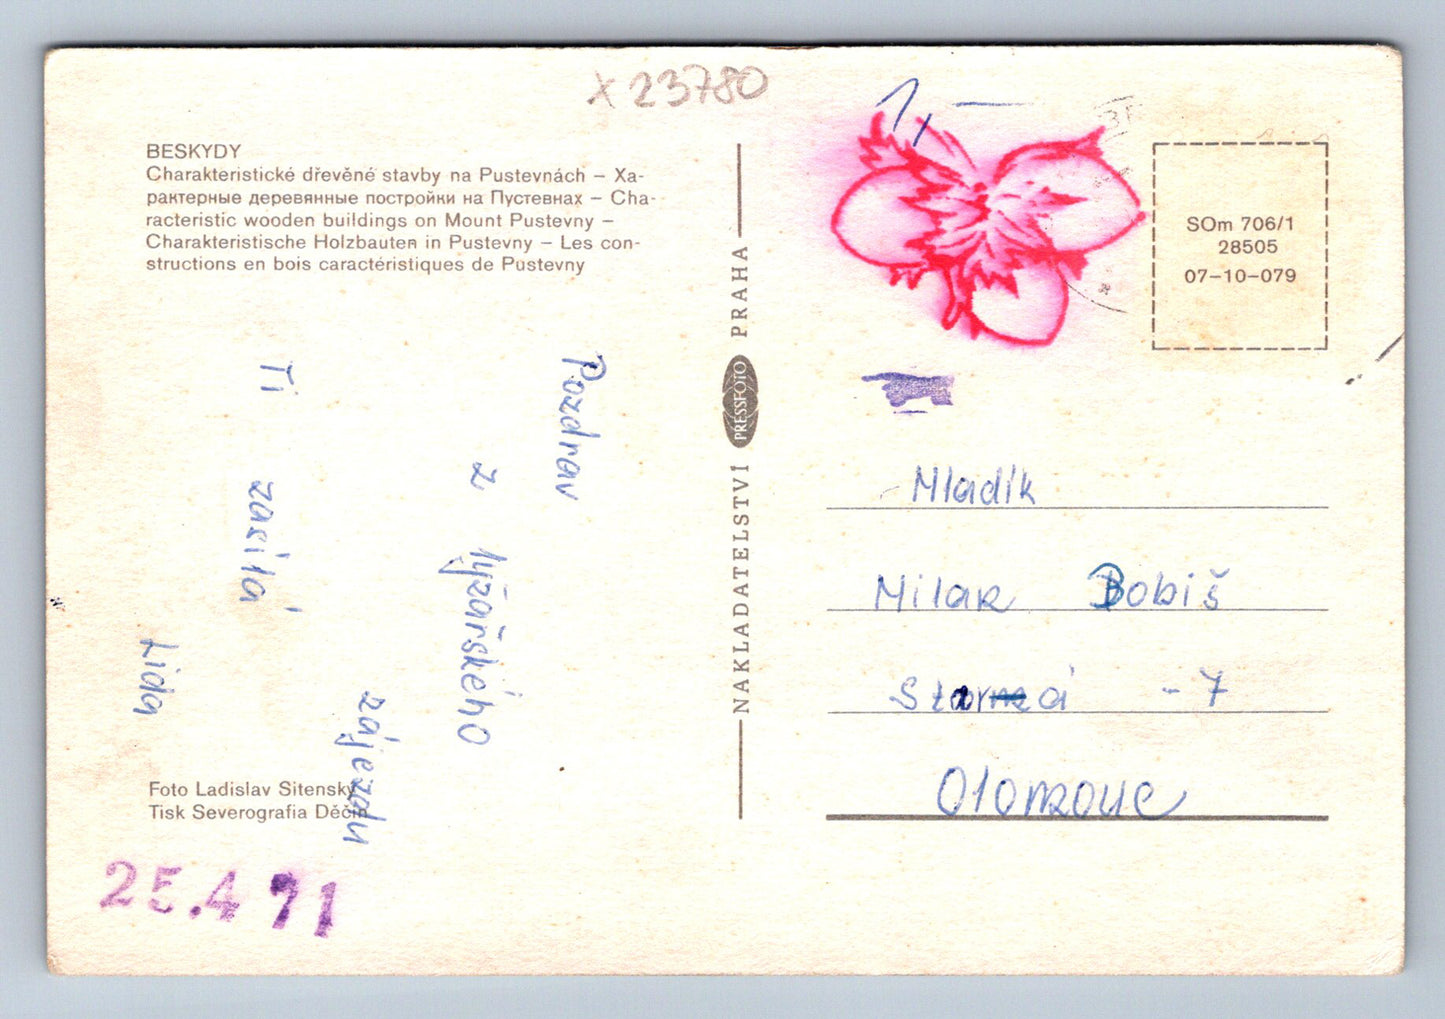 X 23780
BESKYDY
Charakteristické dřevěné stavby na Pustevnách – Ха-
рактерные деревянные постройки на Пустевнах – Cha-
racteristic wooden buildings on Mount Pustevny –
Charakteristische Holzbauten in Pustevny – Les con-
structions en bois caractéristiques de Pustevny
Pozdrav
z lyžařského
zájezdu
Ti zasílá
Lida
Foto Ladislav Sitenský
Tisk Severografia Děčín
25.4 71
NAKLADATELSTVÍ PRESSFOTO PRAHA
1,—
SOm 706/1
28505
07–10–079
Mladík
Milan Bobiš
- 7
Olomouc